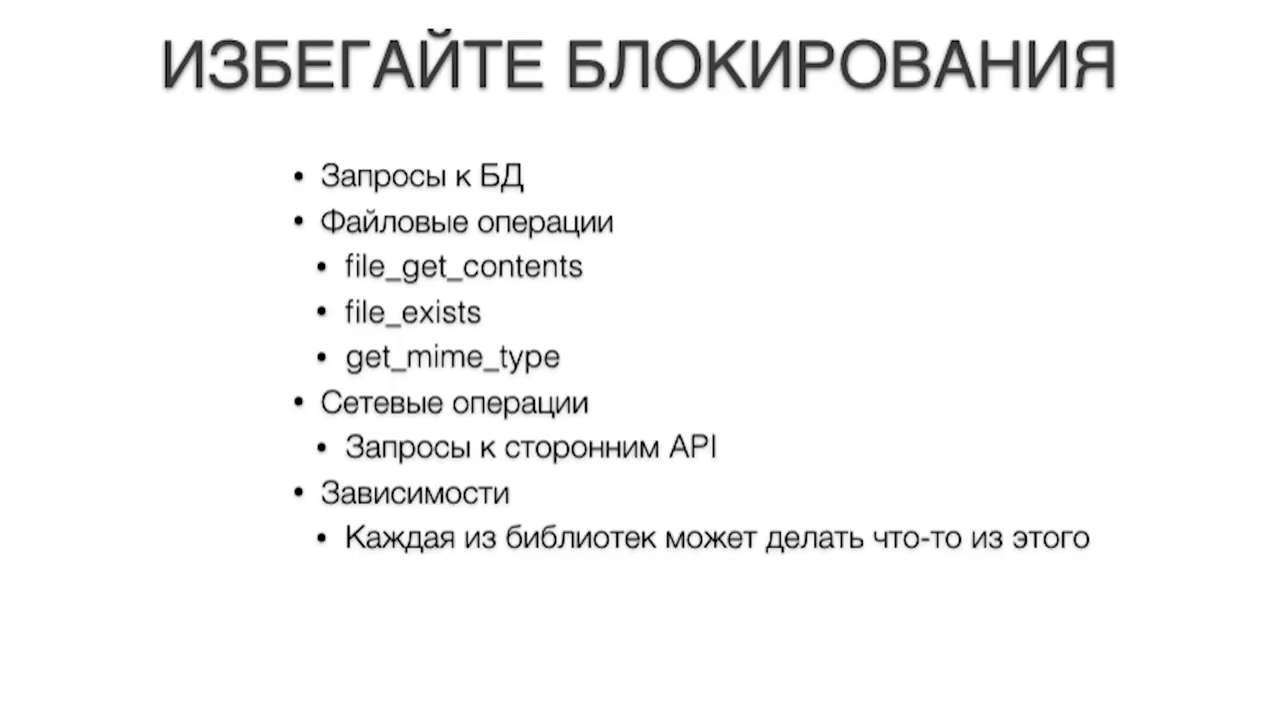 ИЗБЕГАЙТЕ БЛОКИРОВАНИЯ
• Запросы к БД
• Файловые операции
• file_get_contents
• file_exists
• get_mime_type
• Сетевые операции
• Запросы к сторонним API
• Зависимости
• Каждая из библиотек может делать что-то из этого